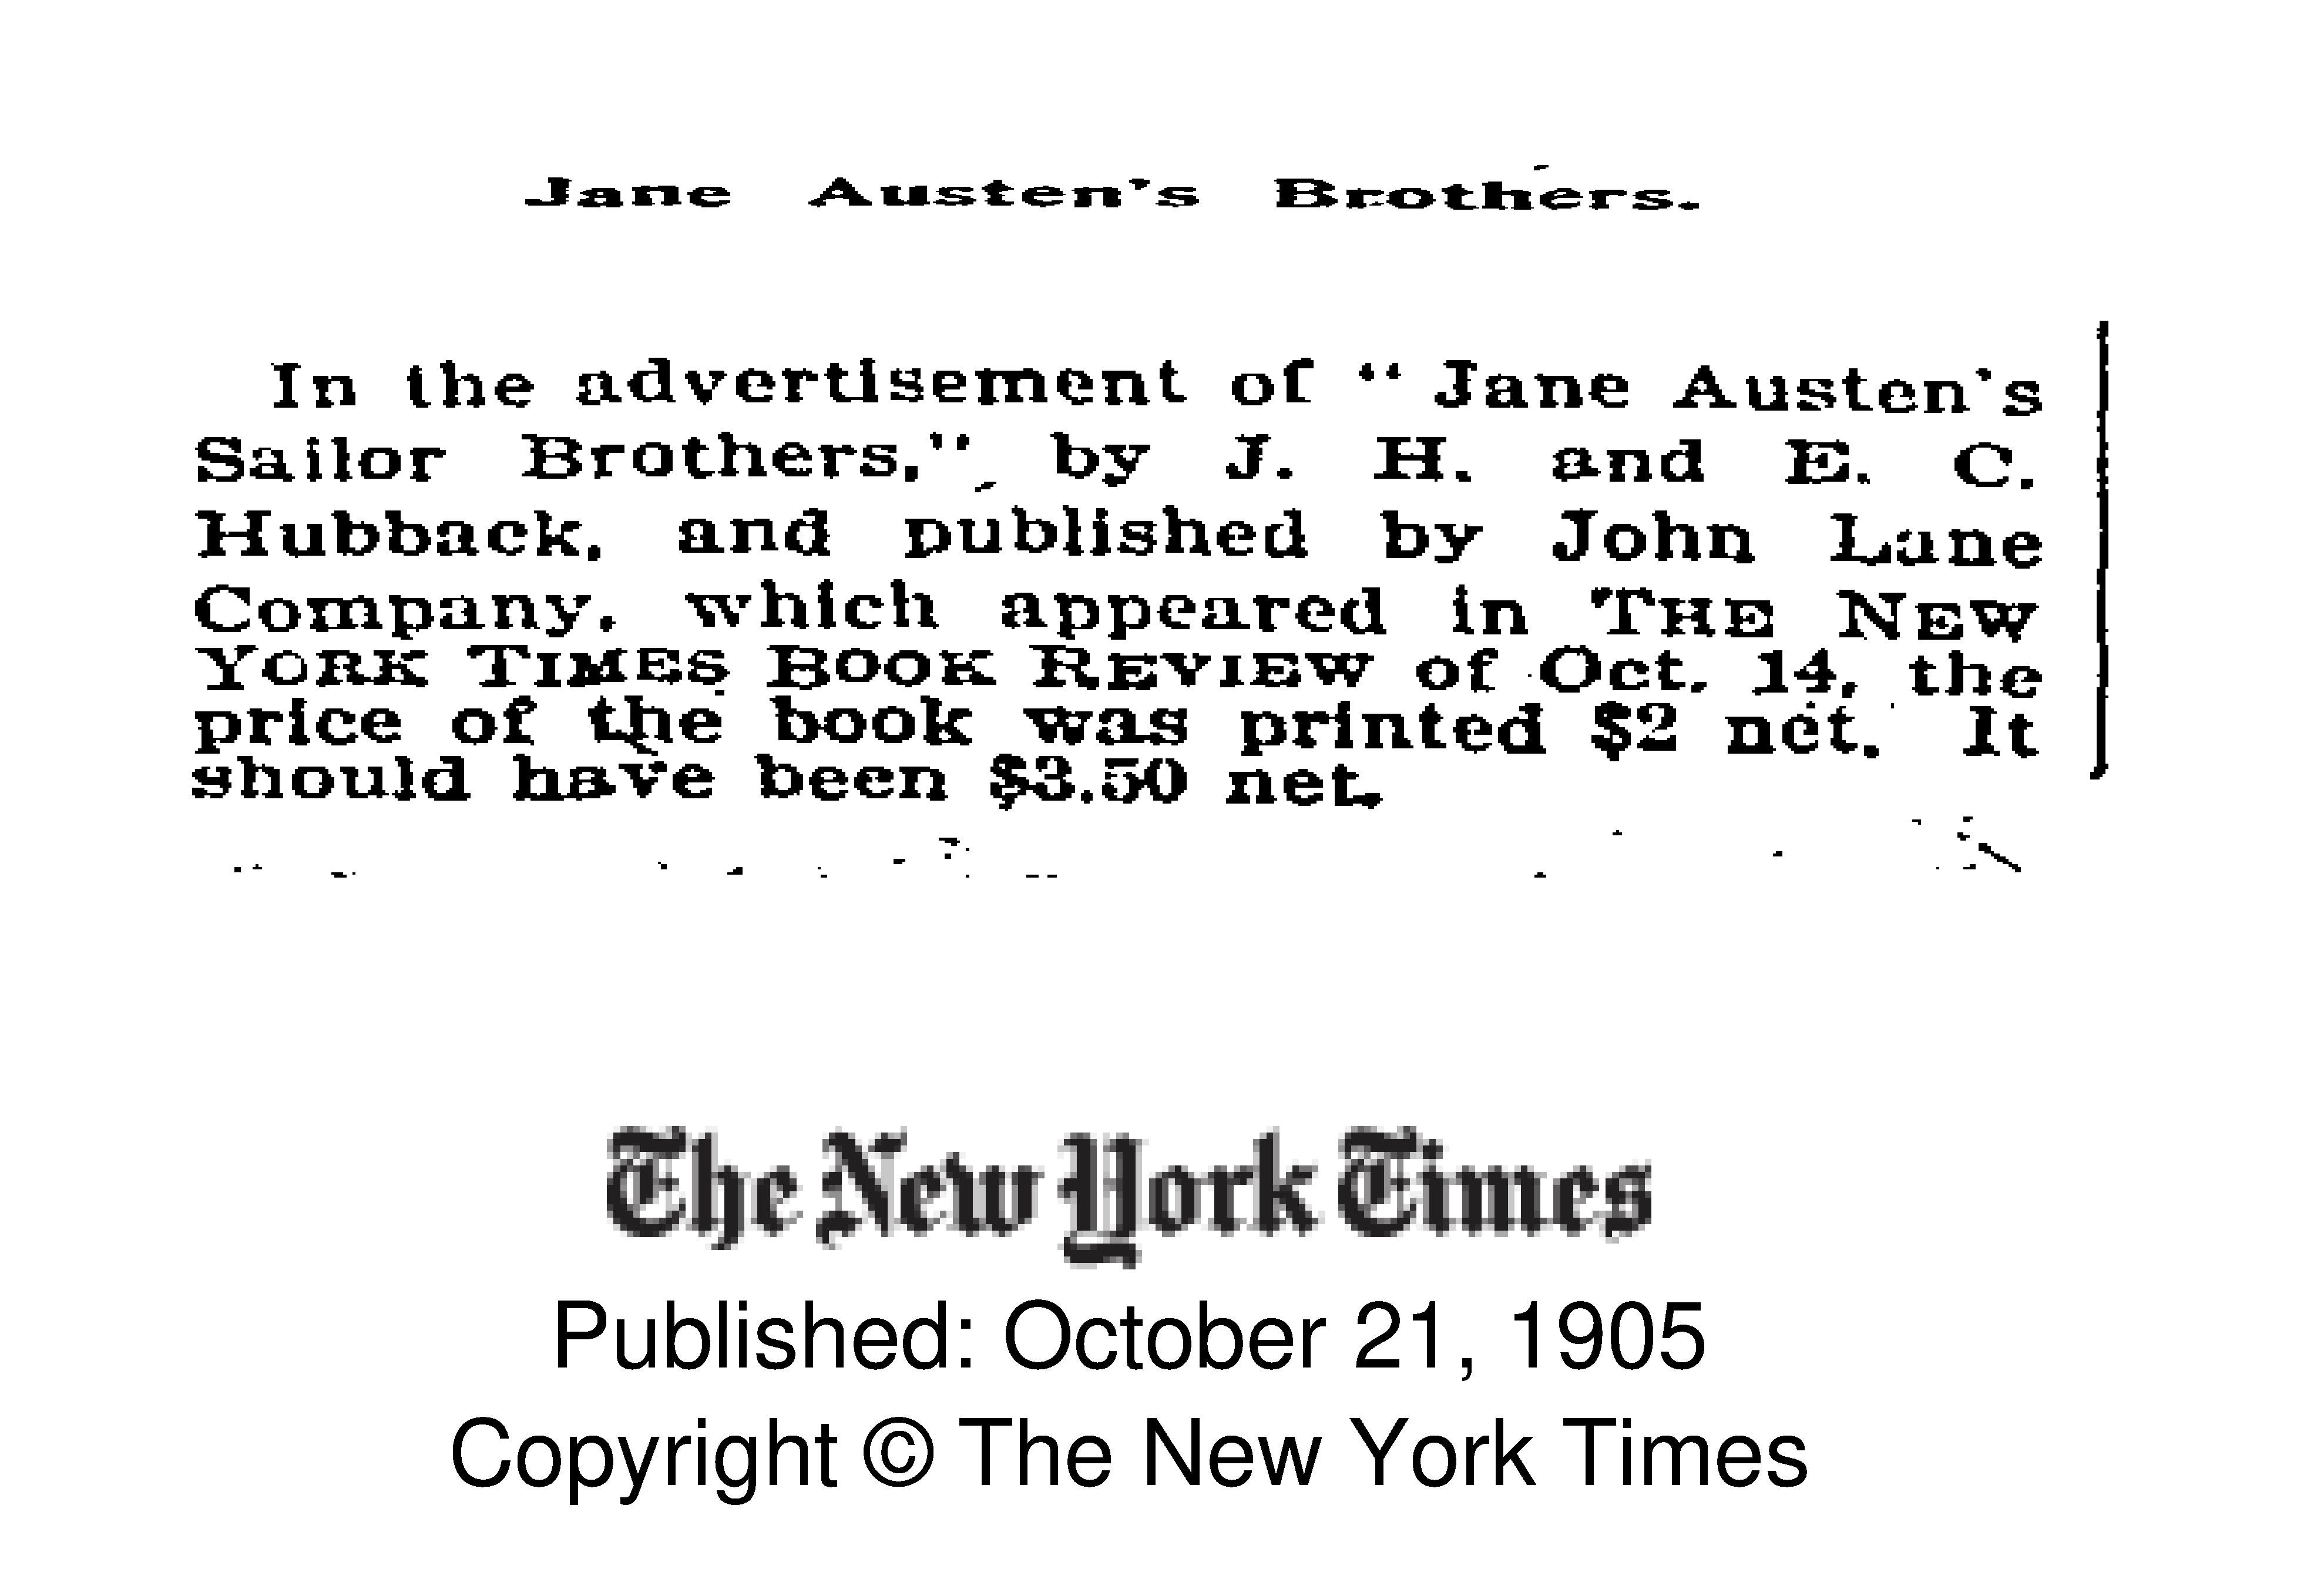 Jane Austen's Brothers.
In the advertisement of "Jane Austen's
Sailor Brothers," by J. H. and E. C.
Hubback, and published by John Lane
Company, which appeared in THE NEW
YORK TIMES BOOK REVIEW of Oct. 14, the
price of the book was printed $2 net. It
should have been $3.50 net.
The New York Times
Published: October 21, 1905
Copyright © The New York Times